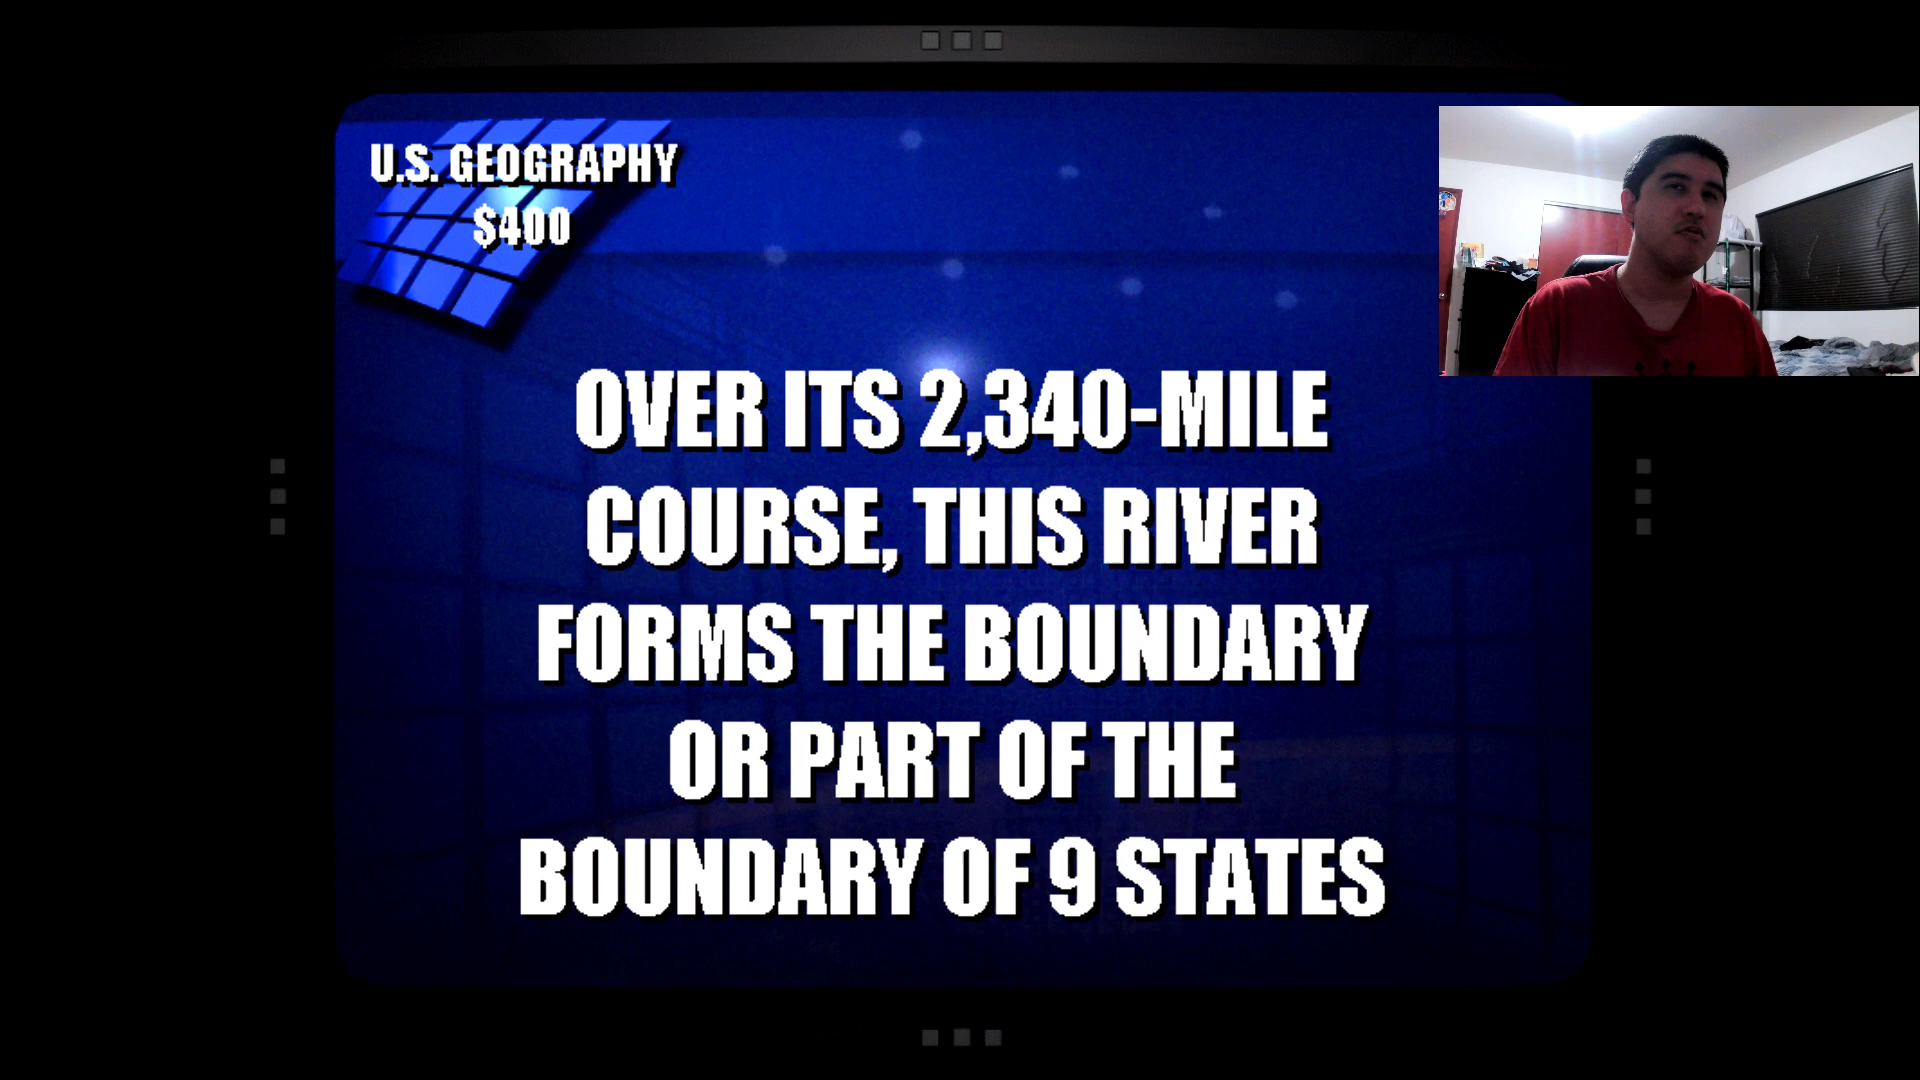 U.S. GEOGRAPHY
$400
OVER ITS 2,340-MILE
COURSE, THIS RIVER
FORMS THE BOUNDARY
OR PART OF THE
BOUNDARY OF 9 STATES